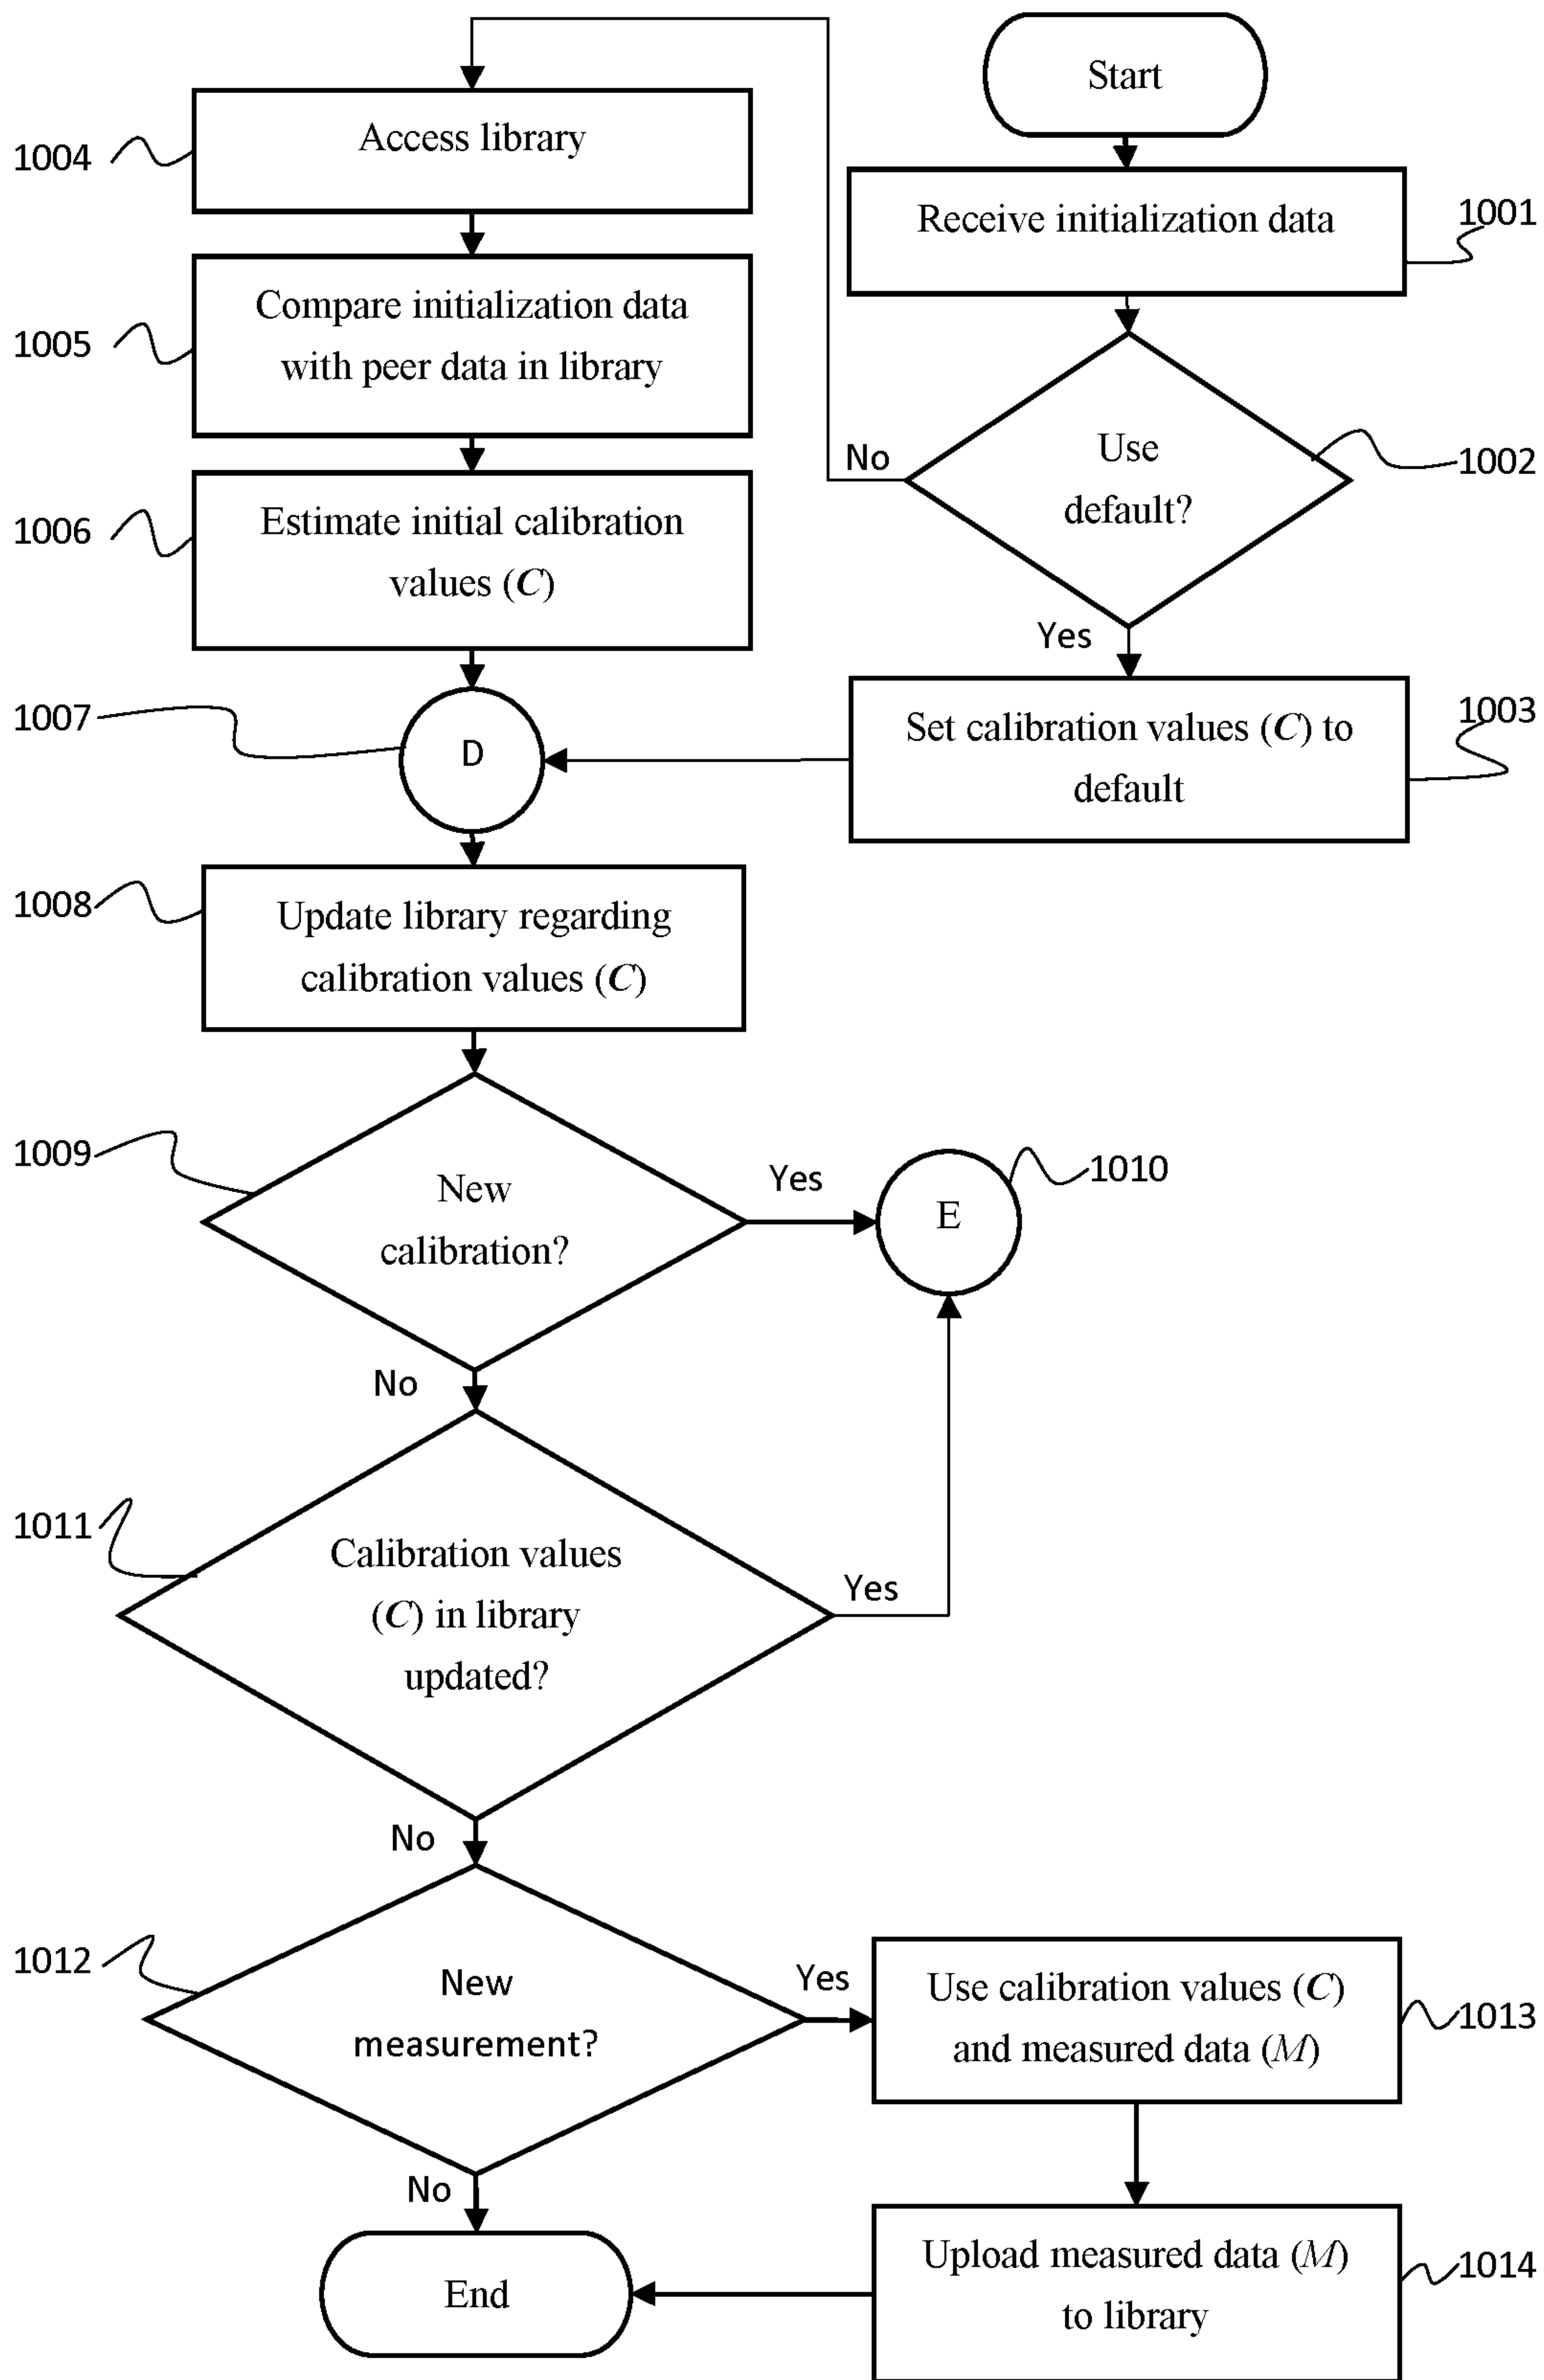 Start
Receive initialization data
1001
Use
default?
1002
No
Yes
Set calibration values (C) to
default
1003
Access library
1004
Compare initialization data
with peer data in library
1005
Estimate initial calibration
values (C)
1006
D
1007
Update library regarding
calibration values (C)
1008
New
calibration?
1009
Yes
E
1010
No
Calibration values
(C) in library
updated?
1011
Yes
No
New
measurement?
1012
Yes
Use calibration values (C)
and measured data (M)
1013
No
Upload measured data (M)
to library
1014
End